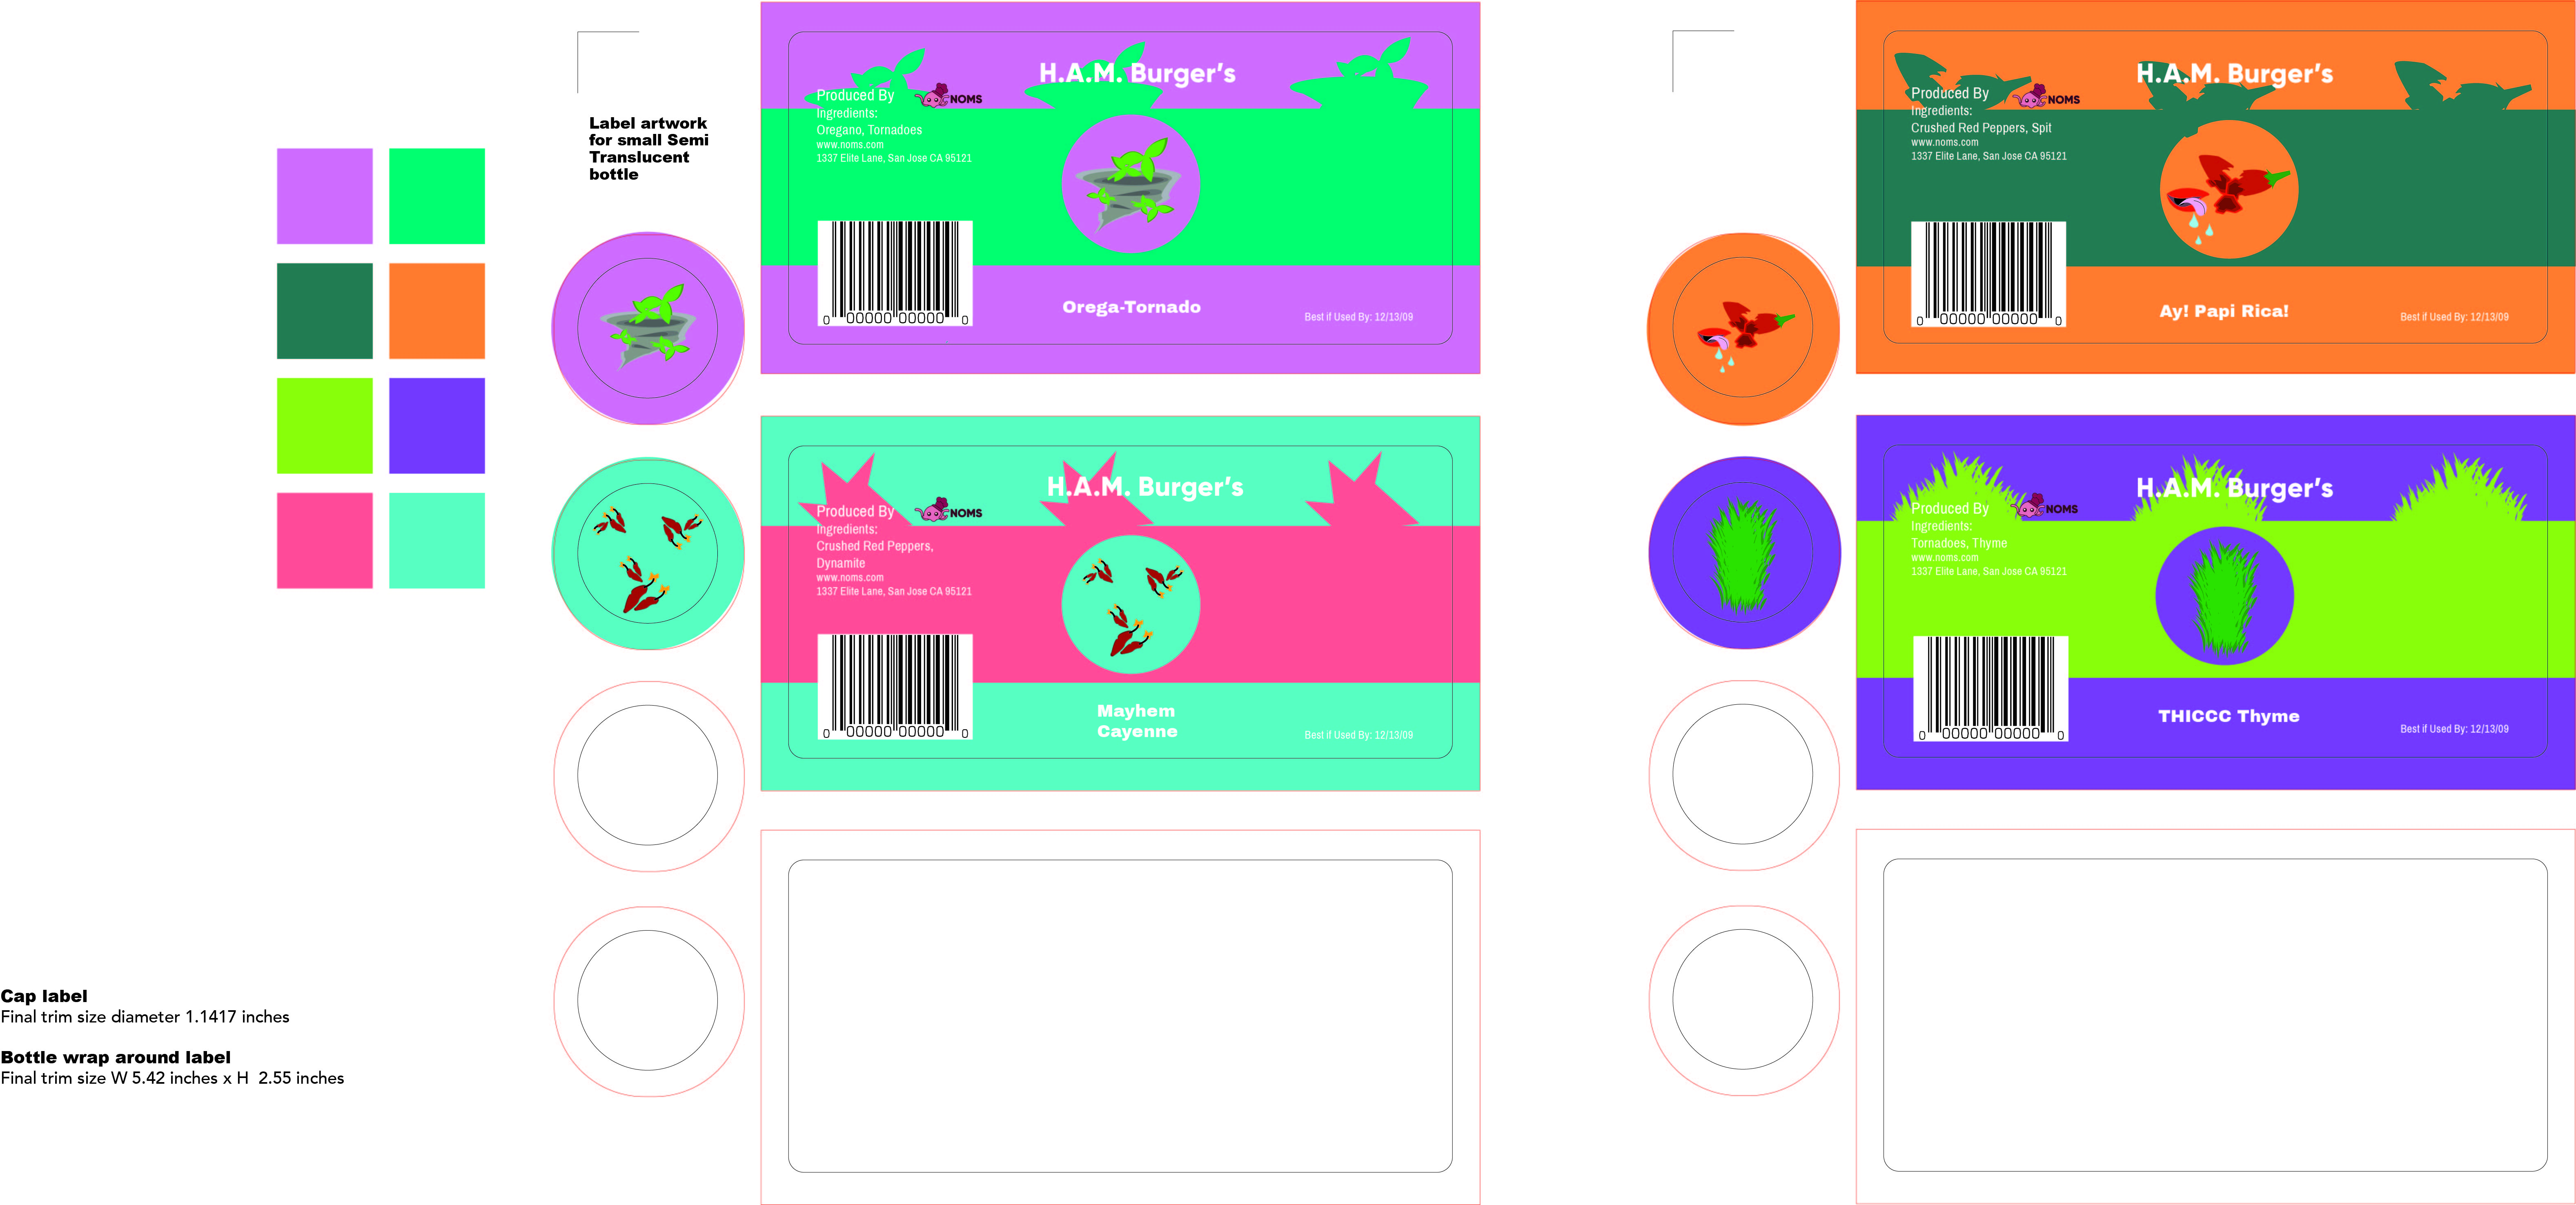 Label artwork
for small Semi
Translucent
bottle
H.A.M. Burger's
Produced By
NOMS
Ingredients:
Oregano, Tornadoes
www.noms.com
1337 Elite Lane, San Jose CA 95121
0 00000 00000 0
Orega-Tornado
Best if Used By: 12/13/09
H.A.M. Burger's
Produced By
NOMS
Ingredients:
Crushed Red Peppers, Spit
www.noms.com
1337 Elite Lane, San Jose CA 95121
0 00000 00000 0
Ay! Papi Rica!
Best if Used By: 12/13/09
H.A.M. Burger's
Produced By
NOMS
Ingredients:
Crushed Red Peppers,
Dynamite
www.noms.com
1337 Elite Lane, San Jose CA 95121
0 00000 00000 0
Mayhem
Cayenne
Best if Used By: 12/13/09
H.A.M. Burger's
Produced By
NOMS
Ingredients:
Tornadoes, Thyme
www.noms.com
1337 Elite Lane, San Jose CA 95121
0 00000 00000 0
THICCC Thyme
Best if Used By: 12/13/09
Cap label
Final trim size diameter 1.1417 inches
Bottle wrap around label
Final trim size W 5.42 inches x H 2.55 inches